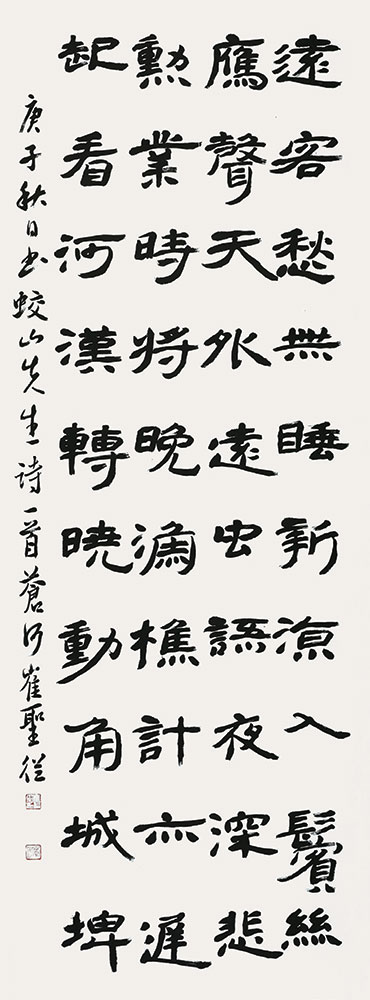 遠客愁無睡新涼入鬢絲
鴈聲天外遠虫語夜深悲
勳業時將晚漁樵計亦遲
起看河漢轉曉動角城埤
庚子秋日書蛟山先生詩一首蒼河崔聖從